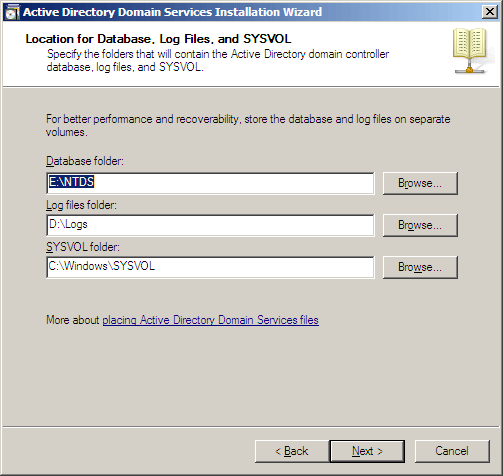 Active Directory Domain Services Installation Wizard
Location for Database, Log Files, and SYSVOL
Specify the folders that will contain the Active Directory domain controller
database, log files, and SYSVOL.
For better performance and recoverability, store the database and log files on separate
volumes.
Database folder:
E:\NTDS
Browse...
Log files folder:
D:\Logs
Browse...
SYSVOL folder:
C:\Windows\SYSVOL
Browse...
More about placing Active Directory Domain Services files
< Back
Next >
Cancel